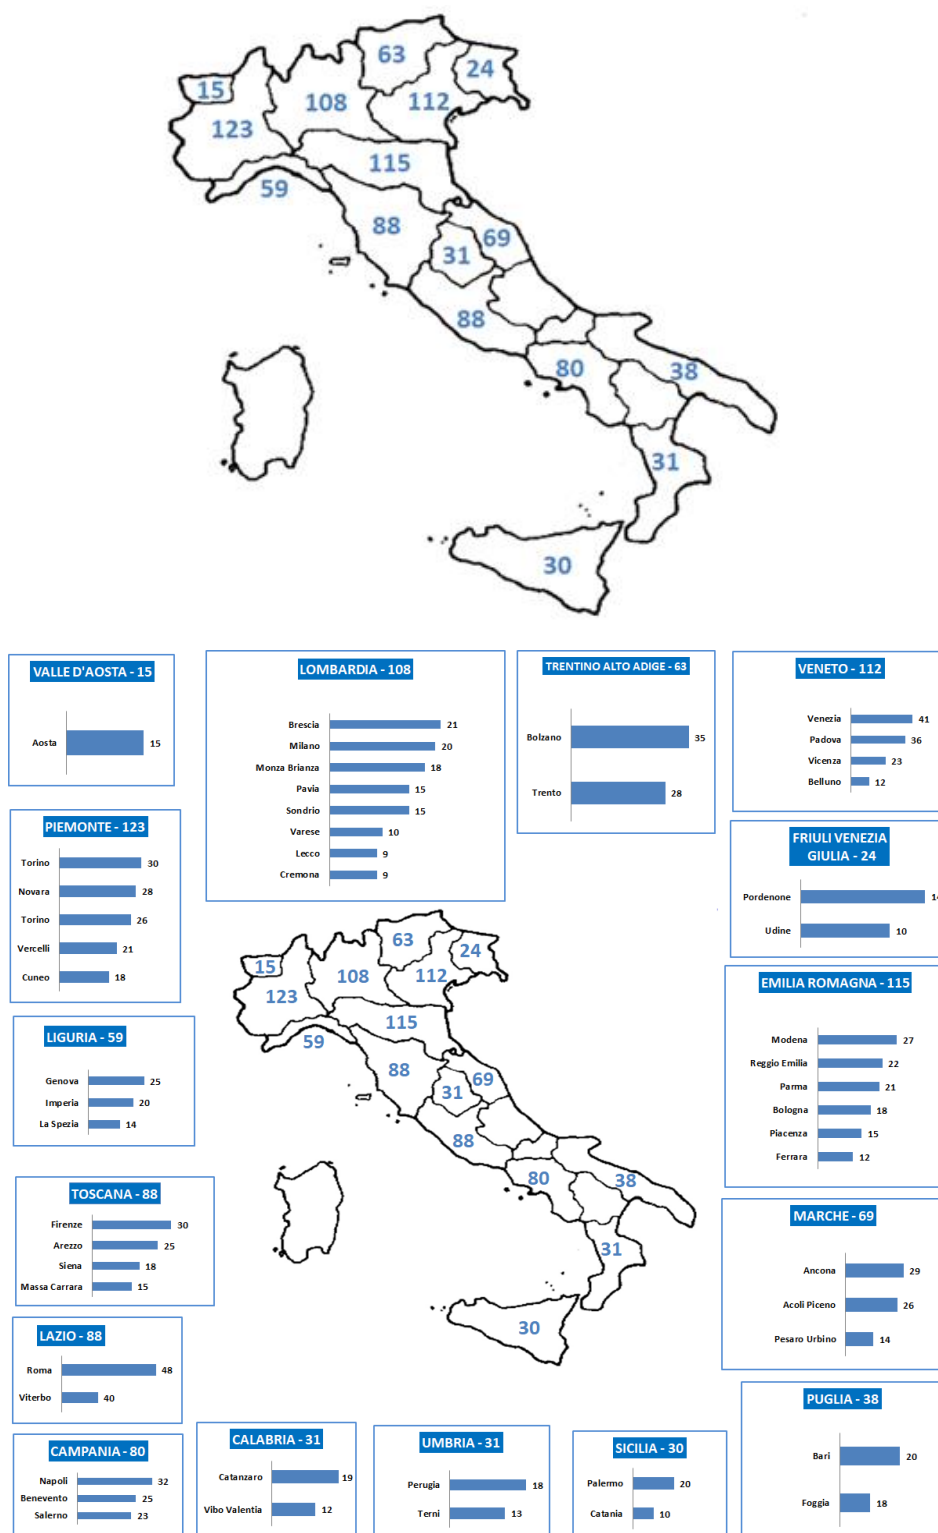 63
24
15
108
112
123
115
59
88
69
31
88
80
38
31
30
VALLE D'AOSTA - 15
Aosta 15
LOMBARDIA - 108
Brescia 21
Milano 20
Monza Brianza 18
Pavia 15
Sondrio 15
Varese 10
Lecco 9
Cremona 9
TRENTINO ALTO ADIGE - 63
Bolzano 35
Trento 28
VENETO - 112
Venezia 41
Padova 36
Vicenza 23
Belluno 12
PIEMONTE - 123
Torino 30
Novara 28
Torino 26
Vercelli 21
Cuneo 18
FRIULI VENEZIA
GIULIA - 24
Pordenone 14
Udine 10
63
24
15
108
112
123
115
59
88
69
31
88
80
38
31
30
EMILIA ROMAGNA - 115
Modena 27
Reggio Emilia 22
Parma 21
Bologna 18
Piacenza 15
Ferrara 12
LIGURIA - 59
Genova 25
Imperia 20
La Spezia 14
TOSCANA - 88
Firenze 30
Arezzo 25
Siena 18
Massa Carrara 15
MARCHE - 69
Ancona 29
Acoli Piceno 26
Pesaro Urbino 14
LAZIO - 88
Roma 48
Viterbo 40
PUGLIA - 38
Bari 20
Foggia 18
CAMPANIA - 80
Napoli 32
Benevento 25
Salerno 23
CALABRIA - 31
Catanzaro 19
Vibo Valentia 12
UMBRIA - 31
Perugia 18
Terni 13
SICILIA - 30
Palermo 20
Catania 10